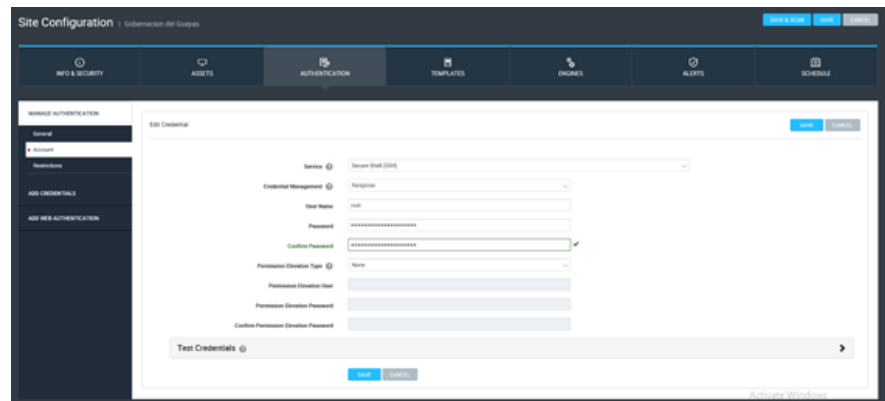 Site Configuration | Gobernacion del Guayas
SAVE & SCAN SAVE CANCEL
INFO & SECURITY ASSETS AUTHENTICATION TEMPLATES ENGINES ALERTS SCHEDULE
MANAGE AUTHENTICATION
General
Account
Restrictions
ADD CREDENTIALS
ADD WEB AUTHENTICATION
Edit Credential
SAVE CANCEL
Service Secure Shell (SSH)
Credential Management Nexpose
User Name root
Password
Confirm Password
Permission Elevation Type None
Permission Elevation User
Permission Elevation Password
Confirm Permission Elevation Password
Test Credentials
SAVE CANCEL
Activate Windows